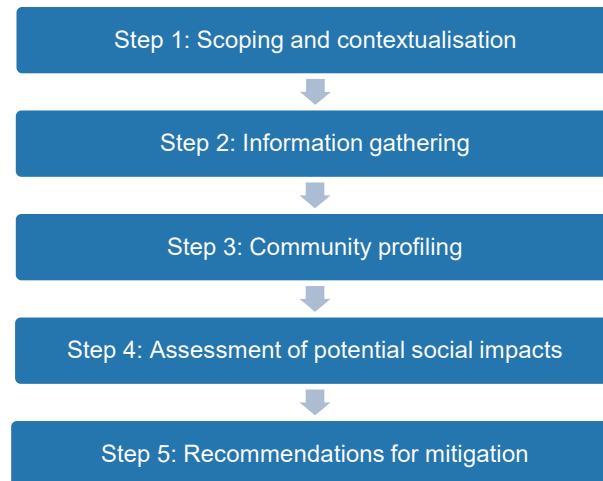 Step 1: Scoping and contextualisation
Step 2: Information gathering
Step 3: Community profiling
Step 4: Assessment of potential social impacts
Step 5: Recommendations for mitigation